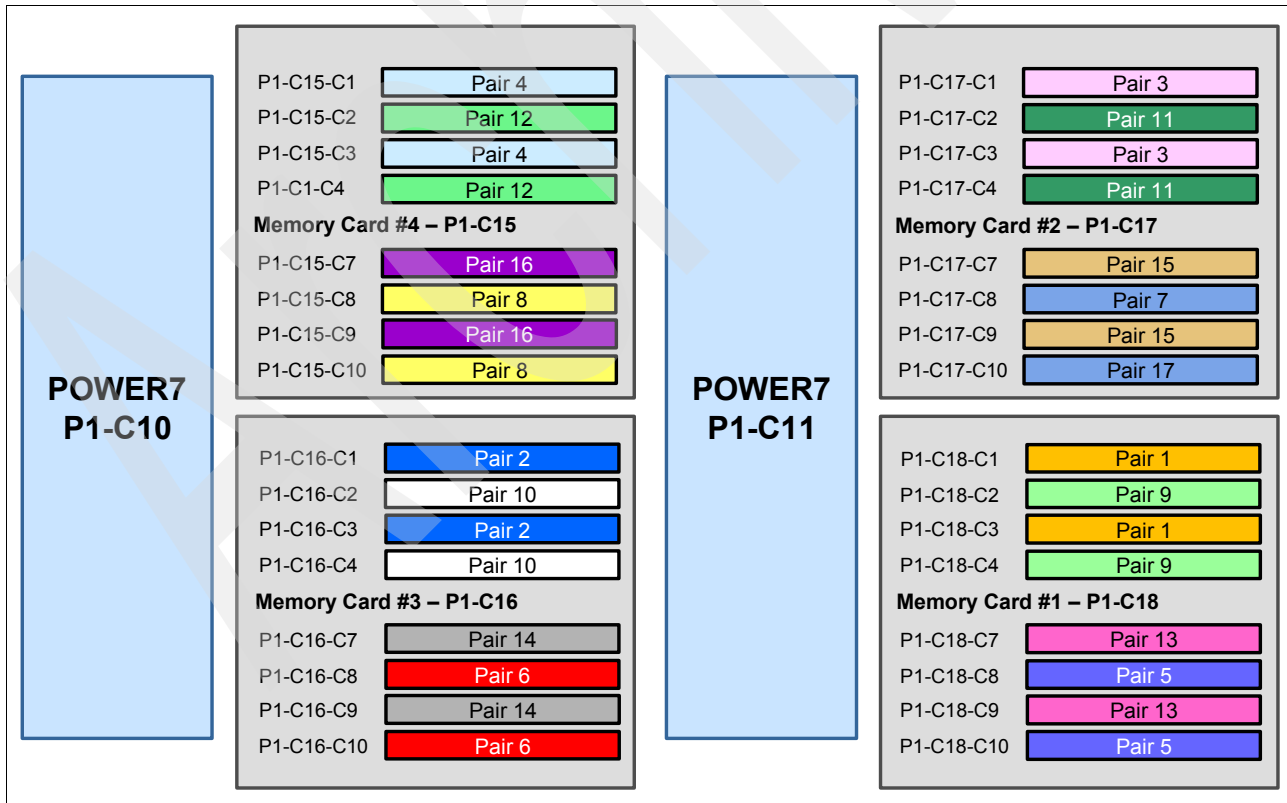 P1-C15-C1 Pair 4
P1-C15-C2 Pair 12
P1-C15-C3 Pair 4
P1-C1-C4 Pair 12
Memory Card #4 – P1-C15
P1-C15-C7 Pair 16
P1-C15-C8 Pair 8
P1-C15-C9 Pair 16
P1-C15-C10 Pair 8
POWER7
P1-C10
P1-C16-C1 Pair 2
P1-C16-C2 Pair 10
P1-C16-C3 Pair 2
P1-C16-C4 Pair 10
Memory Card #3 – P1-C16
P1-C16-C7 Pair 14
P1-C16-C8 Pair 6
P1-C16-C9 Pair 14
P1-C16-C10 Pair 6
P1-C17-C1 Pair 3
P1-C17-C2 Pair 11
P1-C17-C3 Pair 3
P1-C17-C4 Pair 11
Memory Card #2 – P1-C17
P1-C17-C7 Pair 15
P1-C17-C8 Pair 7
P1-C17-C9 Pair 15
P1-C17-C10 Pair 17
POWER7
P1-C11
P1-C18-C1 Pair 1
P1-C18-C2 Pair 9
P1-C18-C3 Pair 1
P1-C18-C4 Pair 9
Memory Card #1 – P1-C18
P1-C18-C7 Pair 13
P1-C18-C8 Pair 5
P1-C18-C9 Pair 13
P1-C18-C10 Pair 5